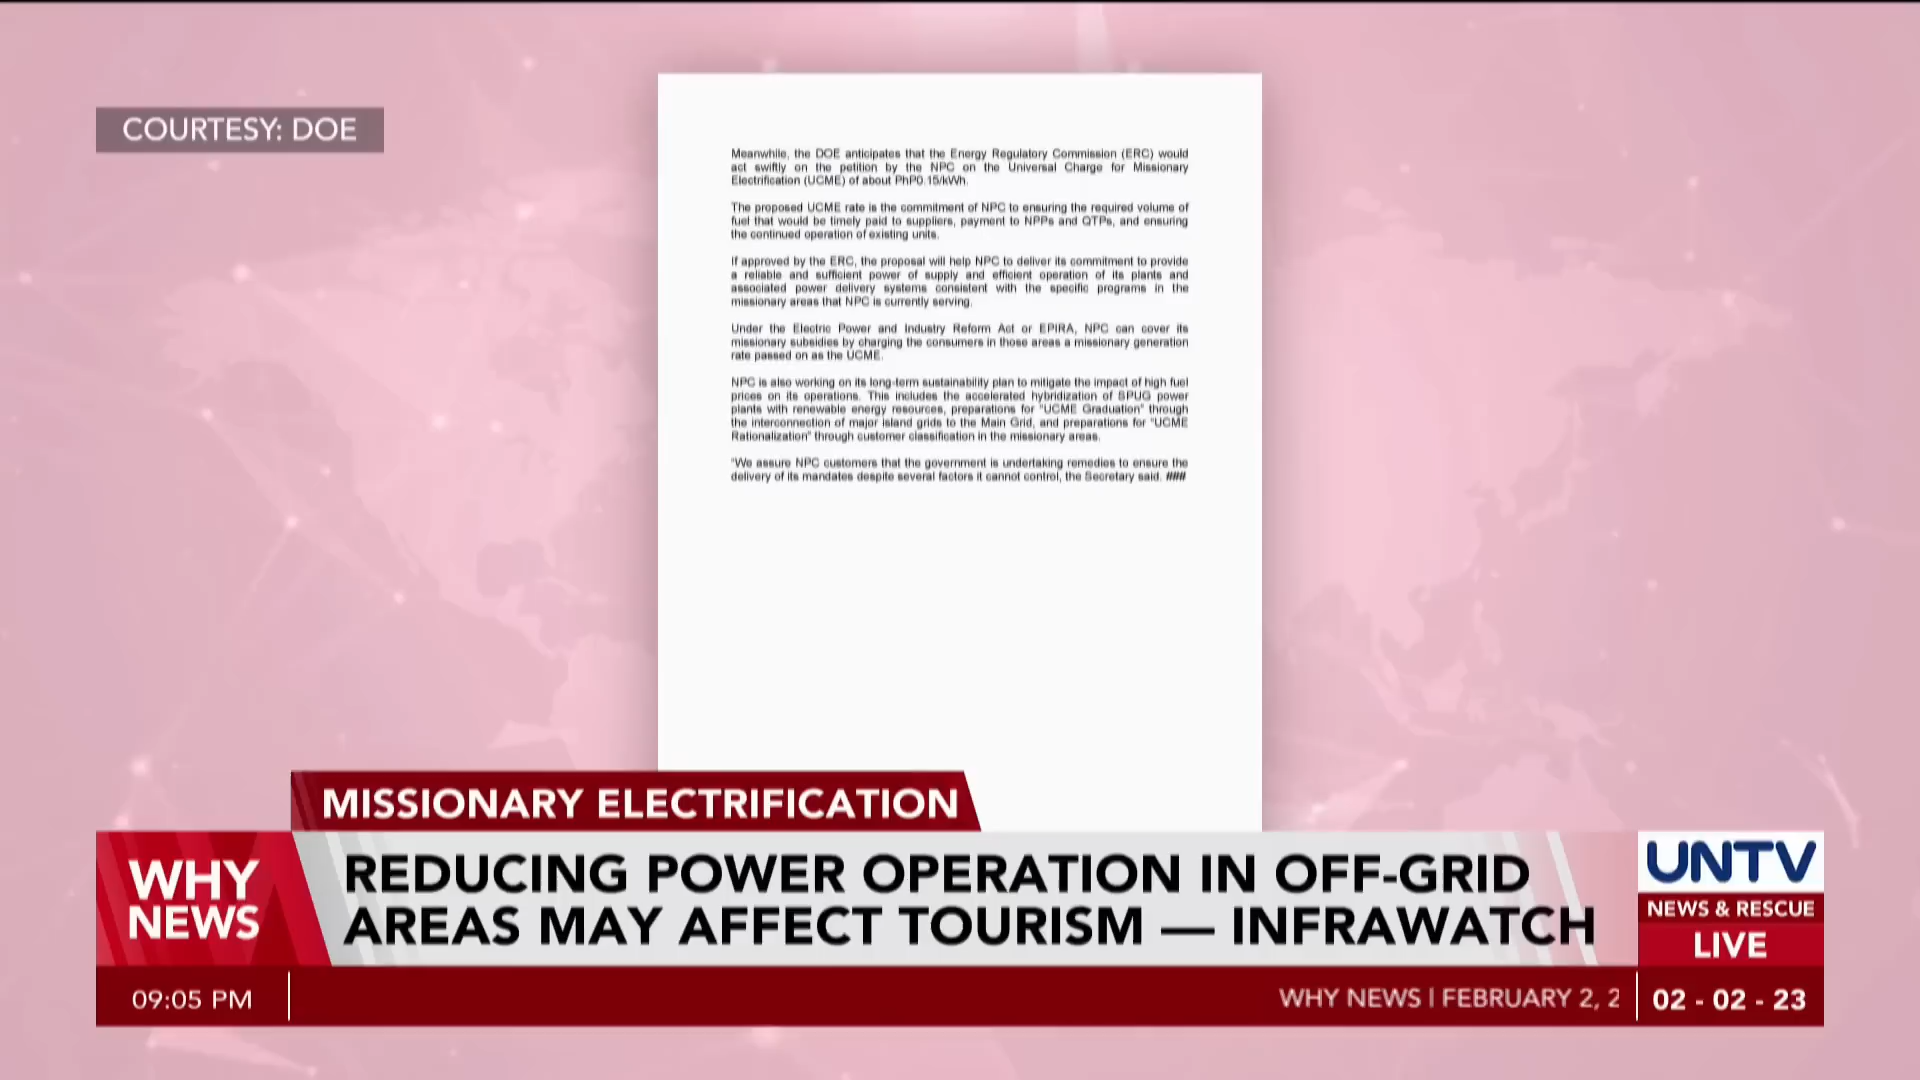 COURTESY: DOE
Meanwhile, the DOE anticipates that the Energy Regulatory Commission (ERC) would
act swiftly on the petition by the NPC on the Universal Charge for Missionary
Electrification (UCME) of about PhP0.15/kWh.
The proposed UCME rate is the commitment of NPC to ensuring the required volume of
fuel that would be timely paid to suppliers, payment to NPPs and QTPs, and ensuring
the continued operation of existing units.
If approved by the ERC, the proposal will help NPC to deliver its commitment to provide
a reliable and sufficient power of supply and efficient operation of its plants and
associated power delivery systems consistent with the specific programs in the
missionary areas that NPC is currently serving.
Under the Electric Power and Industry Reform Act or EPIRA, NPC can cover its
missionary subsidies by charging the consumers in those areas a missionary generation
rate passed on as the UCME.
NPC is also working on its long-term sustainability plan to mitigate the impact of high fuel
prices on its operations. This includes the accelerated hybridization of SPUG power
plants with renewable energy resources, preparations for "UCME Graduation" through
the interconnection of major island grids to the Main Grid, and preparations for "UCME
Rationalization" through customer classification in the missionary areas.
"We assure NPC customers that the government is undertaking remedies to ensure the
delivery of its mandates despite several factors it cannot control, the Secretary said. ###
MISSIONARY ELECTRIFICATION
WHY
NEWS
REDUCING POWER OPERATION IN OFF-GRID
AREAS MAY AFFECT TOURISM — INFRAWATCH
UNTV
NEWS & RESCUE
LIVE
09:05 PM
WHY NEWS | FEBRUARY 2, 2
02 - 02 - 23